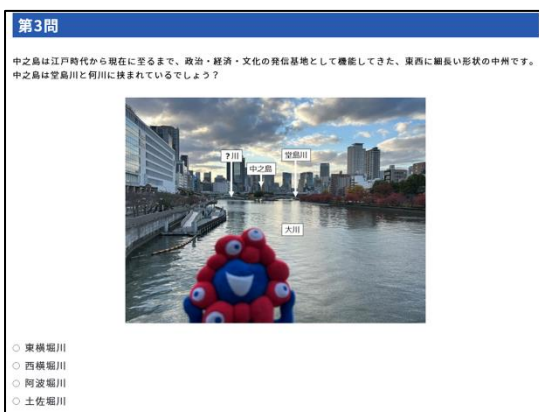 第3問
中之島は江戸時代から現在に至るまで、政治・経済・文化の発信基地として機能してきた、東西に細長い形状の中州です。
中之島は堂島川と何川に挟まれているでしょう？
?川
中之島
堂島川
大川
東横堀川
西横堀川
阿波堀川
土佐堀川